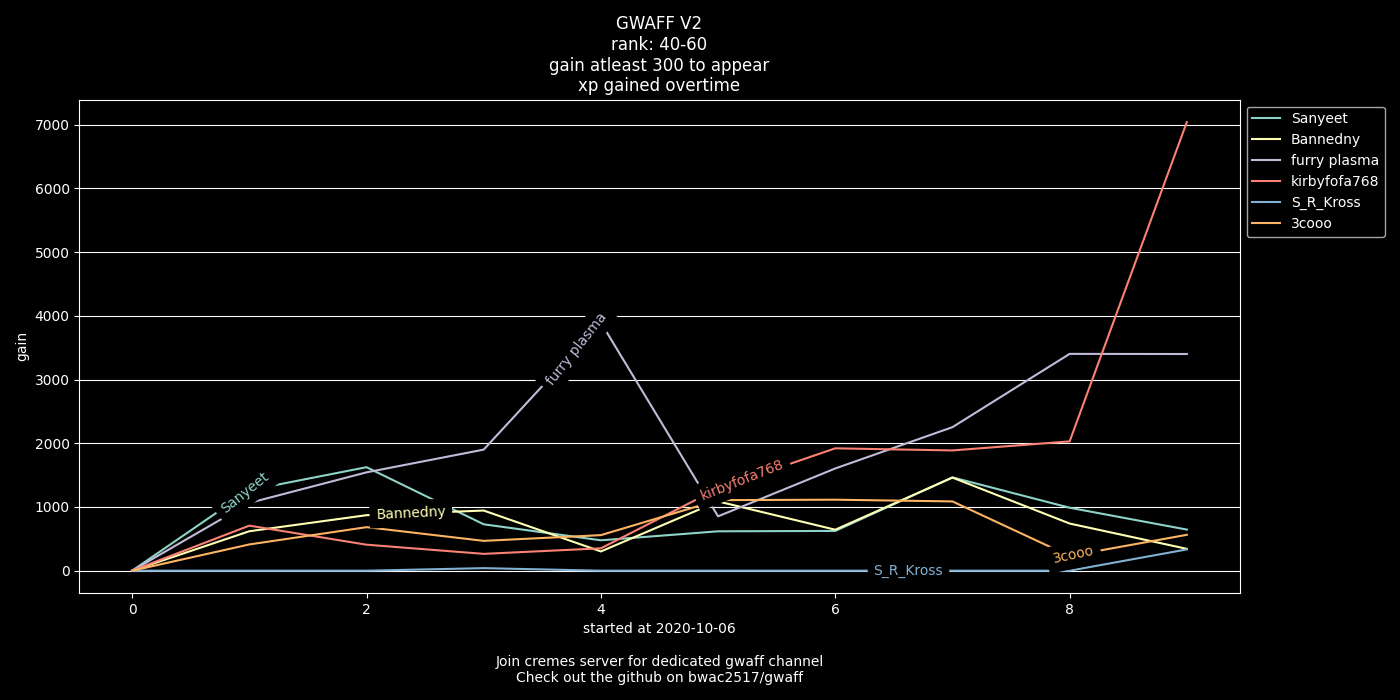 GWAFF V2
rank: 40-60
gain atleast 300 to appear
xp gained overtime
7000
6000
5000
4000
3000
2000
1000
0
gain
Sanyeet
Bannedny
furry plasma
kirbyfofa768
S_R_Kross
3cooo
Sanyeet
Bannedny
furry plasma
kirbyfofa768
S_R_Kross
3cooo
0 2 4 6 8
started at 2020-10-06
Join cremes server for dedicated gwaff channel
Check out the github on bwac2517/gwaff